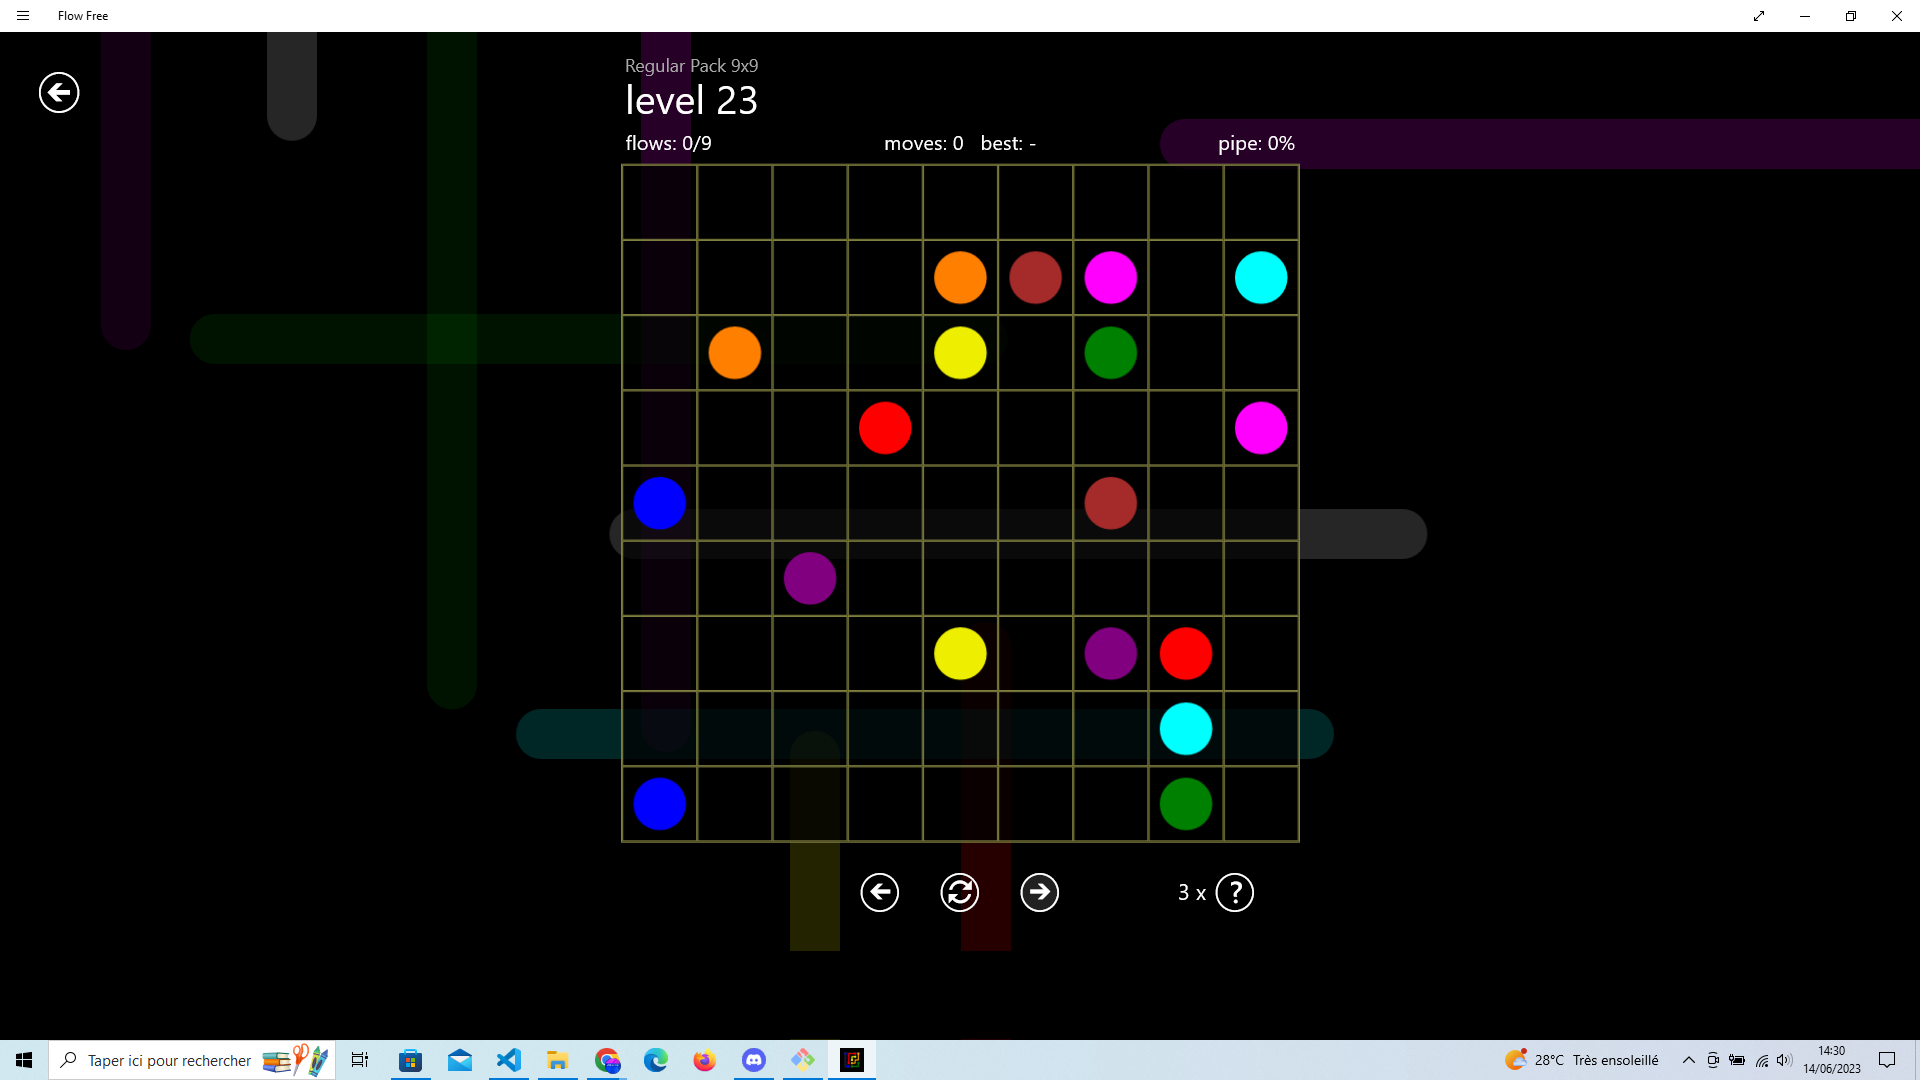 Flow Free
Regular Pack 9x9
level 23
flows: 0/9 moves: 0 best: - pipe: 0%
3 x ?
Taper ici pour rechercher
28°C Très ensoleillé
14:30
14/06/2023